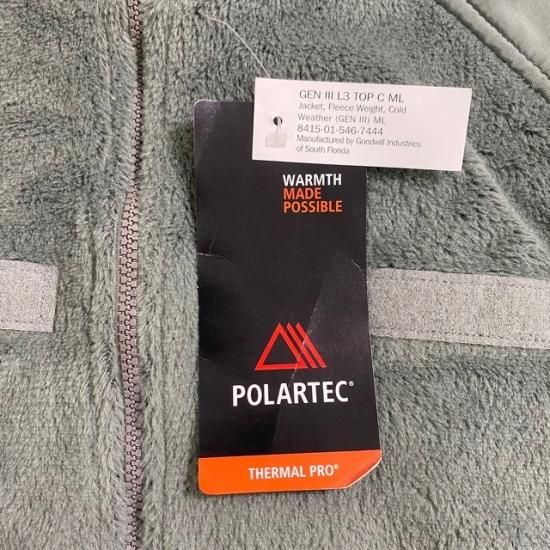 GEN III L3 TOP C ML
Jacket, Fleece Weight, Cold
Weather (GEN III) ML
8415-01-546-7444
Manufactured by Goodwill Industries
of South Florida
WARMTH
MADE
POSSIBLE
POLARTEC®
THERMAL PRO®